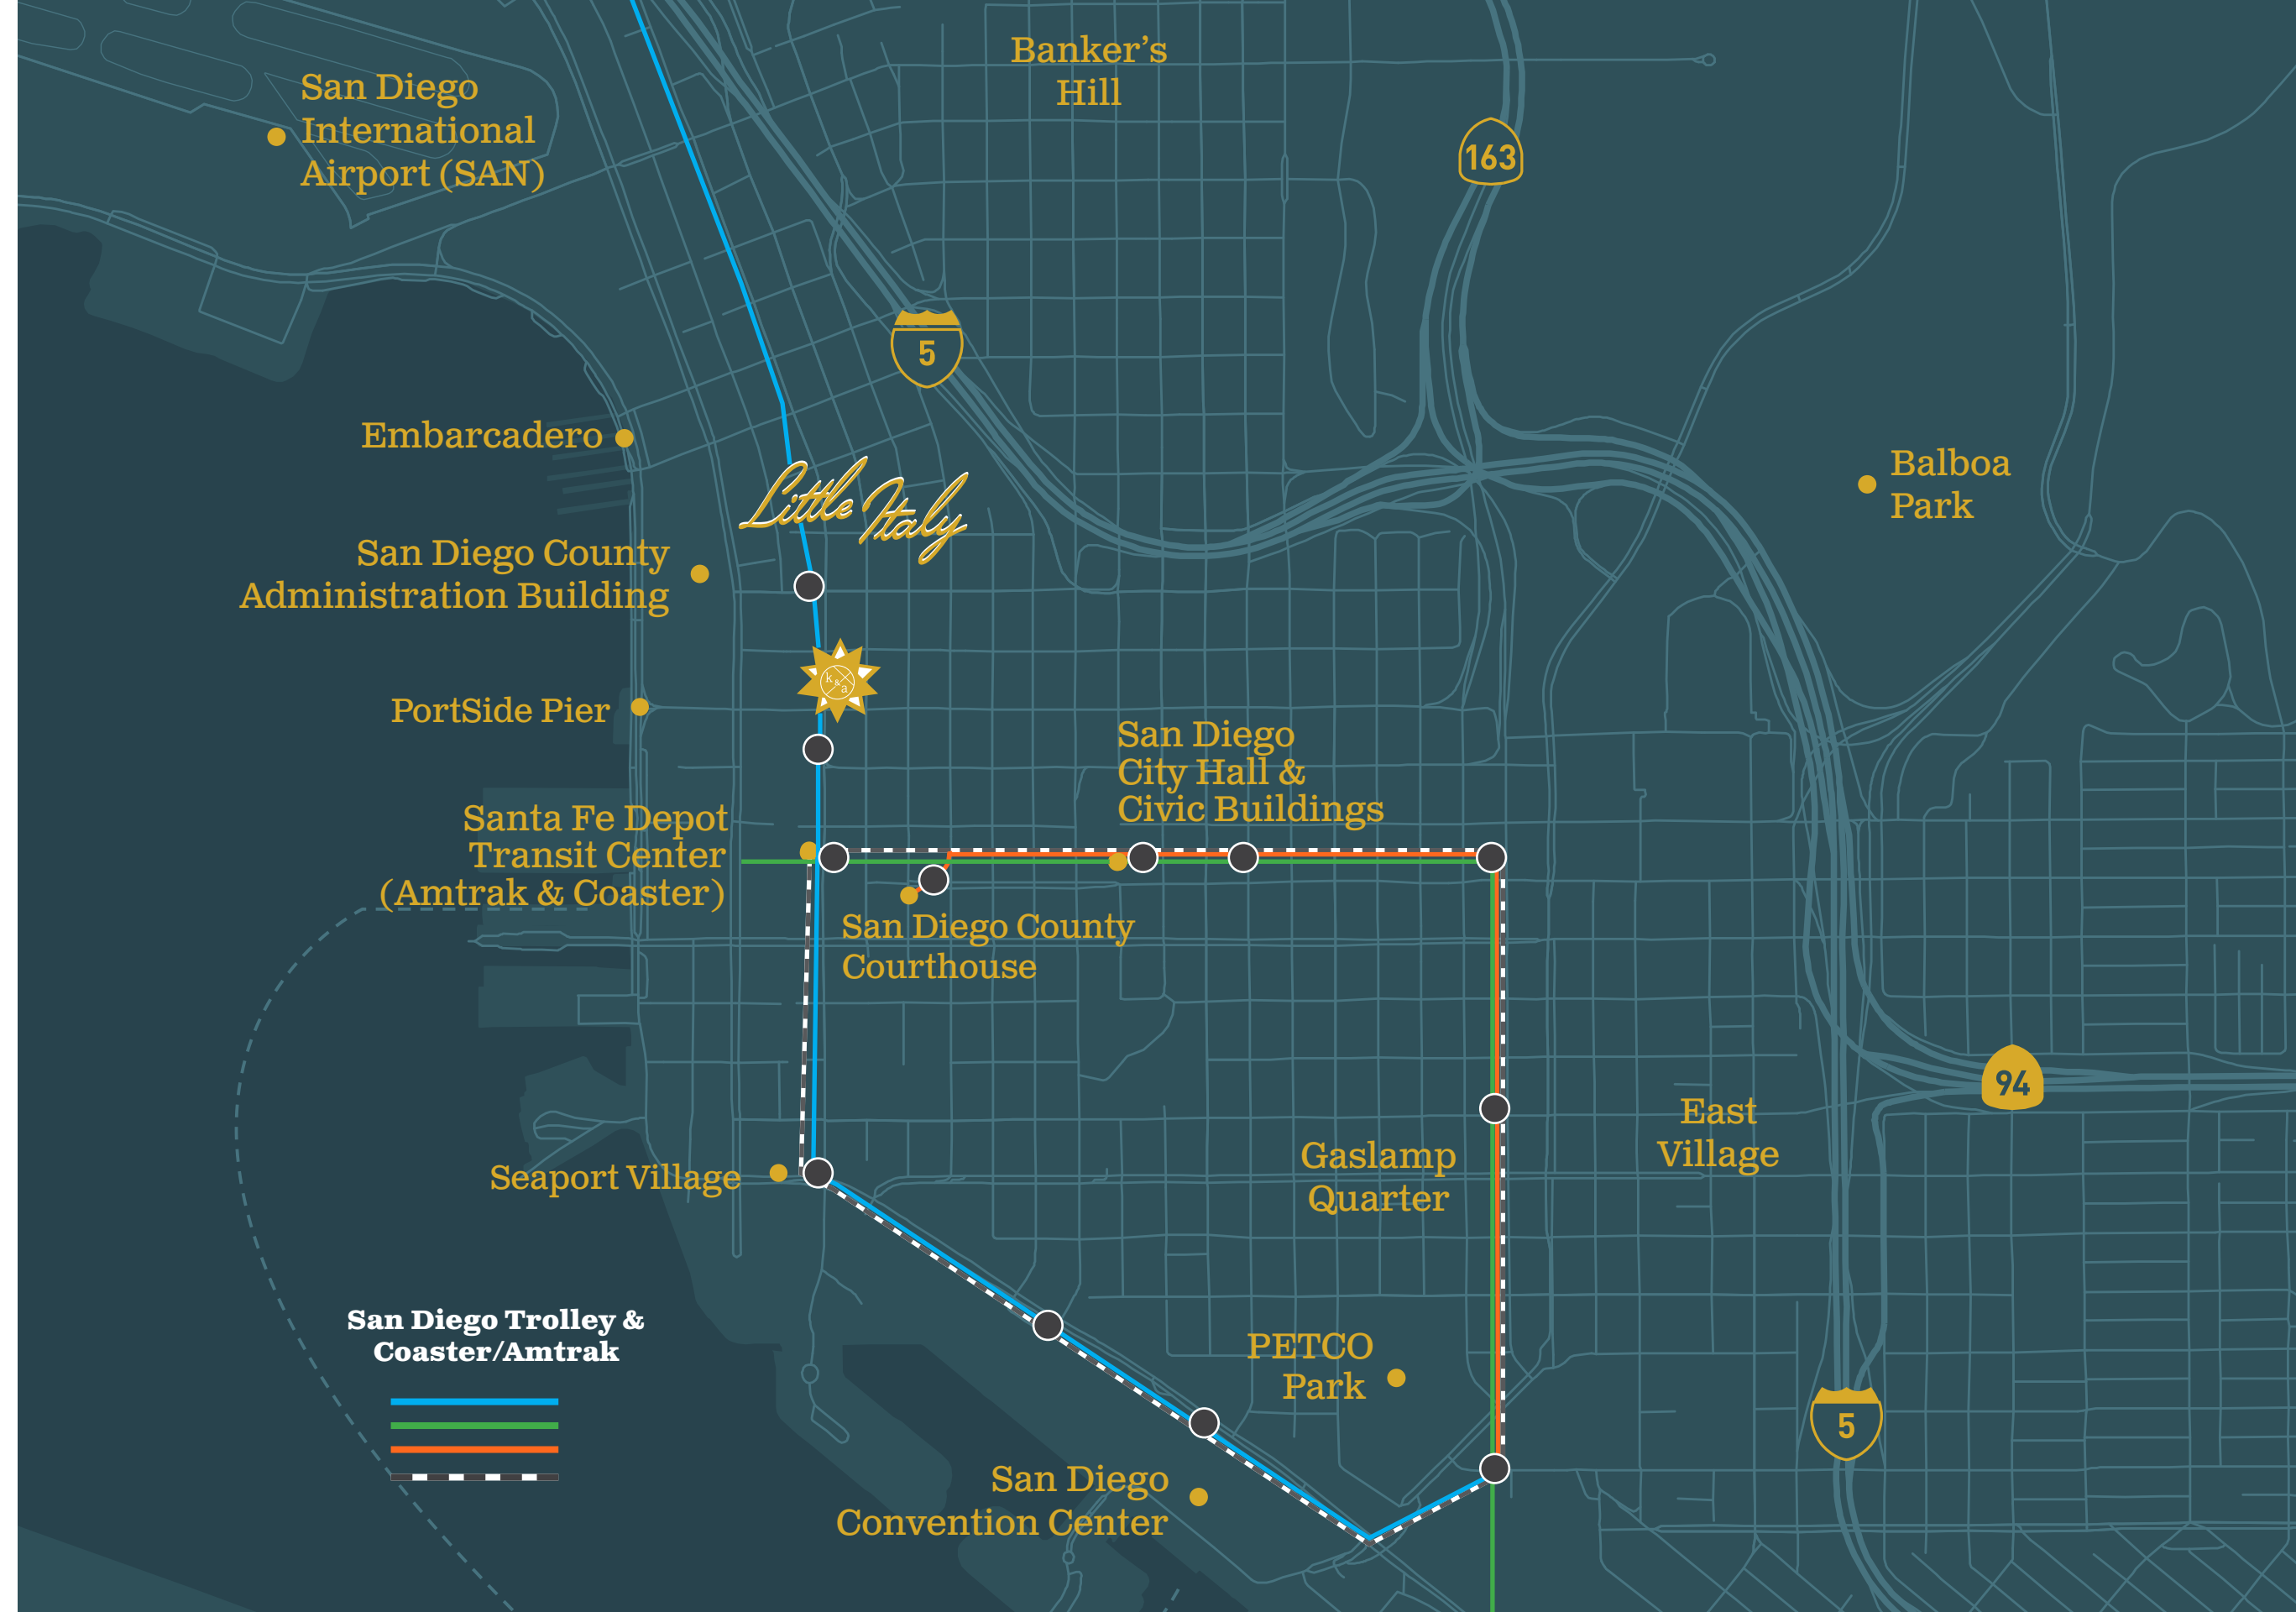 Banker’s
Hill
San Diego
International
Airport (SAN)
163
5
Embarcadero
Balboa
Park
Little Italy
San Diego County
Administration Building
k&a
PortSide Pier
San Diego
City Hall &
Civic Buildings
Santa Fe Depot
Transit Center
(Amtrak & Coaster)
San Diego County
Courthouse
94
East
Village
Gaslamp
Quarter
Seaport Village
San Diego Trolley &
Coaster/Amtrak
PETCO
Park
5
San Diego
Convention Center